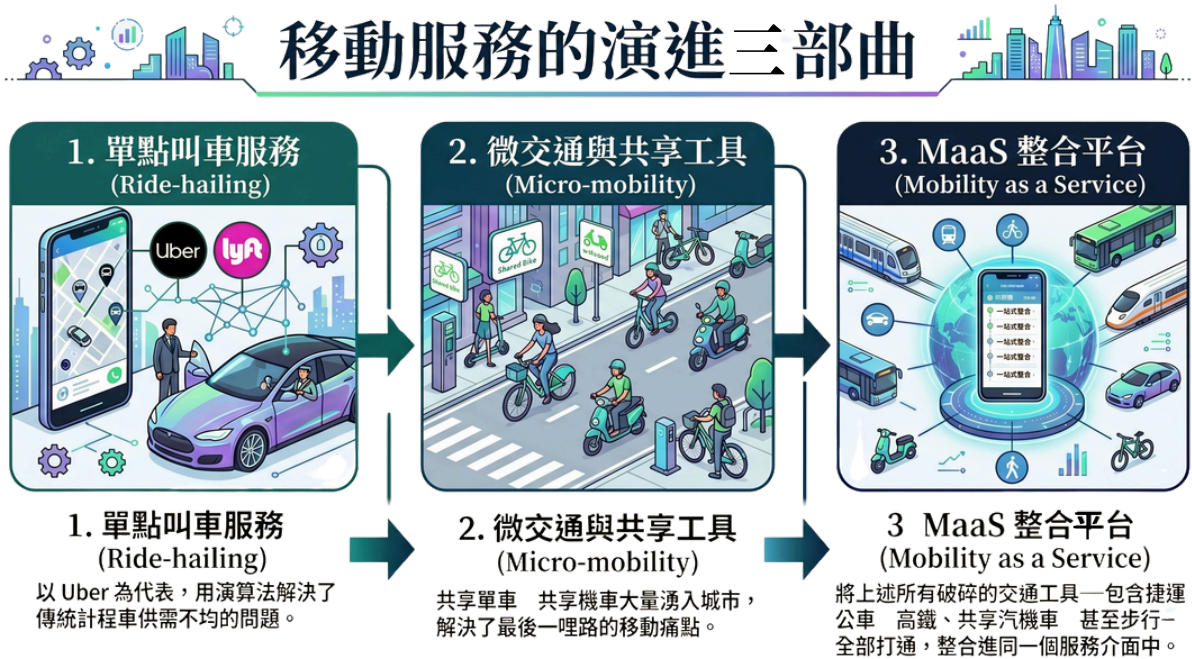 移動服務的演進三部曲
1. 單點叫車服務
(Ride-hailing)
Uber
lyft
2. 微交通與共享工具
(Micro-mobility)
Shared Bike
Shared Bike
3. MaaS 整合平台
(Mobility as a Service)
一站式整合
一站式整合
一站式整合
一站式整合
一站式整合
1. 單點叫車服務
(Ride-hailing)
以 Uber 為代表，用演算法解決了
傳統計程車供需不均的問題。
2. 微交通與共享工具
(Micro-mobility)
共享單車　共享機車大量湧入城市，
解決了最後一哩路的移動痛點。
3 MaaS 整合平台
(Mobility as a Service)
將上述所有破碎的交通工具─包含捷運
公車　高鐵、共享汽機車　甚至步行─
全部打通，整合進同一個服務介面中。